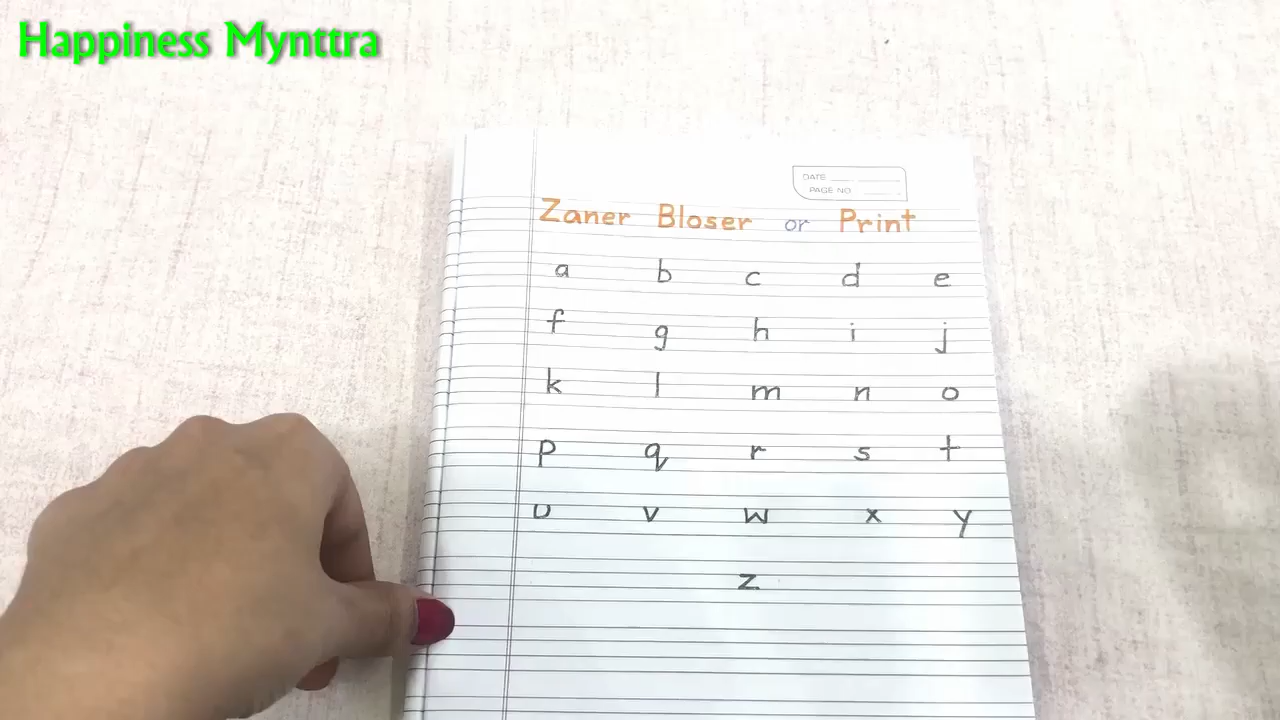 Happiness Mynttra
DATE
PAGE NO
Zaner Bloser or Print
a b c d e
f g h i j
k l m n o
p q r s t
u v w x y
z